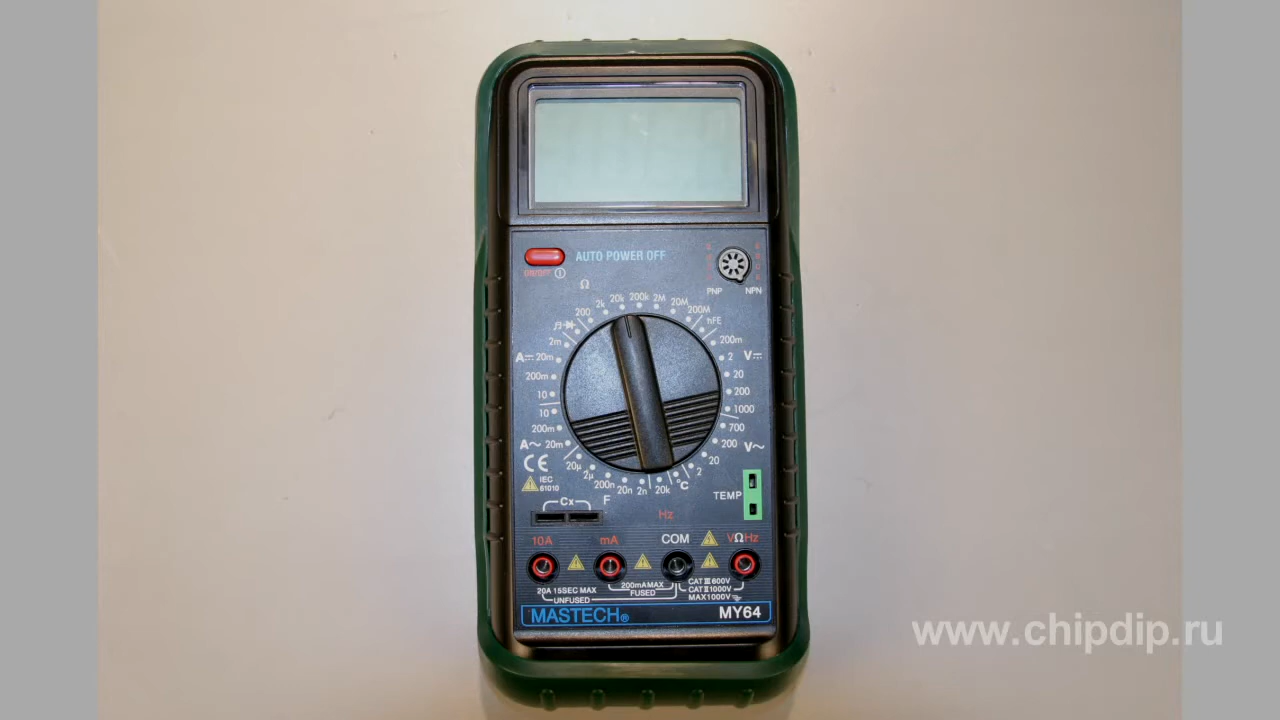 AUTO POWER OFF
ON/OFF
PNP NPN
Ω
200 2k 20k 200k 2M 20M 200M hFE
2m 200m
A 20m 2 V
200m 20
10 200
10 1000
200m 700
A~ 20m 200 V~
20µ 2µ 200n 20n 2n 20k °C 2 20
CE
IEC
61010
F
Cx
Hz
TEMP
10A mA COM VΩHz
20A 15SEC MAX
UNFUSED
200mA MAX
FUSED
CAT III 600V
CAT II 1000V
MAX 1000V
MASTECH®
MY64
www.chipdip.ru